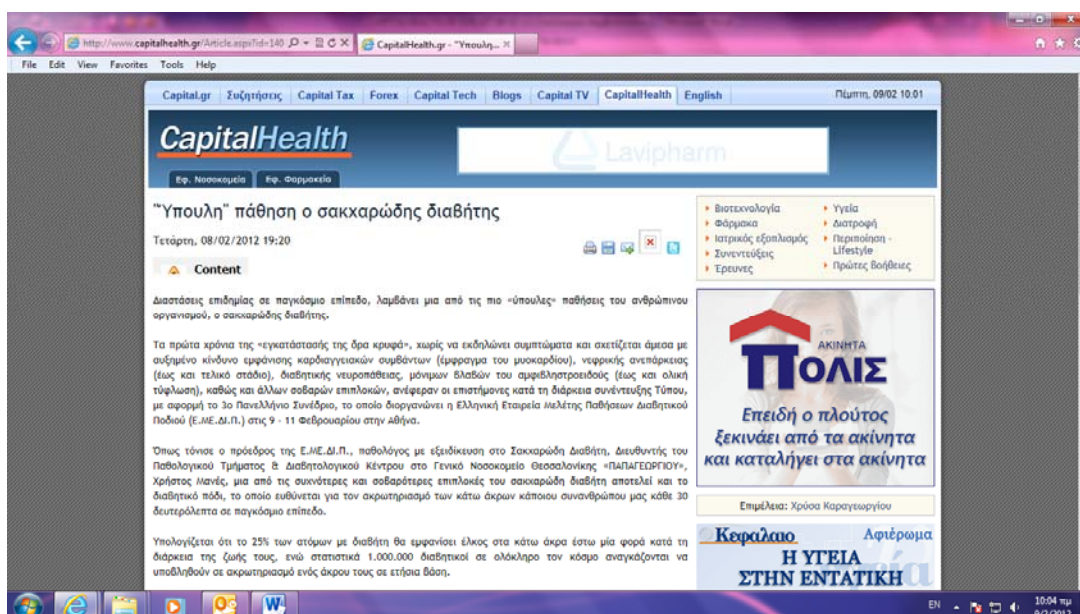 http://www.capitalhealth.gr/Article.aspx?id=140
CapitalHealth.gr - "Υπουλη...
File Edit View Favorites Tools Help
Capital.gr Συζητήσεις Capital Tax Forex Capital Tech Blogs Capital TV CapitalHealth English Πέμπτη, 09/02 10:01
CapitalHealth
Lavipharm
Εφ. Νοσοκομεία Εφ. Φαρμακεία
"Υπουλη" πάθηση ο σακχαρώδης διαβήτης
Τετάρτη, 08/02/2012 19:20
Content
Διαστάσεις επιδημίας σε παγκόσμιο επίπεδο, λαμβάνει μια από τις πιο «ύπουλες» παθήσεις του ανθρώπινου
οργανισμού, ο σακχαρώδης διαβήτης.
Τα πρώτα χρόνια της «εγκατάστασής της δρα κρυφά», χωρίς να εκδηλώνει συμπτώματα και σχετίζεται άμεσα με
αυξημένο κίνδυνο εμφάνισης καρδιαγγειακών συμβάντων (έμφραγμα του μυοκαρδίου), νεφρικής ανεπάρκειας
(έως και τελικό στάδιο), διαβητικής νευροπάθειας, μόνιμων βλαβών του αμφιβληστροειδούς (έως και ολική
τύφλωση), καθώς και άλλων σοβαρών επιπλοκών, ανέφεραν οι επιστήμονες κατά τη διάρκεια συνέντευξης Τύπου,
με αφορμή το 3ο Πανελλήνιο Συνέδριο, το οποίο διοργανώνει η Ελληνική Εταιρεία Μελέτης Παθήσεων Διαβητικού
Ποδιού (Ε.ΜΕ.ΔΙ.Π.) στις 9 - 11 Φεβρουαρίου στην Αθήνα.
Όπως τόνισε ο πρόεδρος της Ε.ΜΕ.ΔΙ.Π., παθολόγος με εξειδίκευση στο Σακχαρώδη Διαβήτη, Διευθυντής του
Παθολογικού Τμήματος & Διαβητολογικού Κέντρου στο Γενικό Νοσοκομείο Θεσσαλονίκης «ΠΑΠΑΓΕΩΡΓΙΟΥ»,
Χρήστος Μανές, μια από τις συχνότερες και σοβαρότερες επιπλοκές του σακχαρώδη διαβήτη αποτελεί και το
διαβητικό πόδι, το οποίο ευθύνεται για τον ακρωτηριασμό των κάτω άκρων κάποιου συνανθρώπου μας κάθε 30
δευτερόλεπτα σε παγκόσμιο επίπεδο.
Υπολογίζεται ότι το 25% των ατόμων με διαβήτη θα εμφανίσει έλκος στα κάτω άκρα έστω μία φορά κατά τη
διάρκεια της ζωής τους, ενώ στατιστικά 1.000.000 διαβητικοί σε ολόκληρο τον κόσμο αναγκάζονται να
υποβληθούν σε ακρωτηριασμό ενός άκρου τους σε ετήσια βάση.
Βιοτεχνολογία
Φάρμακα
Ιατρικός εξοπλισμός
Συνεντεύξεις
Έρευνες
Υγεία
Διατροφή
Περιποίηση -
Lifestyle
Πρώτες βοήθειες
ΑΚΙΝΗΤΑ
ΠΟΛΙΣ
Επειδή ο πλούτος
ξεκινάει από τα ακίνητα
και καταλήγει στα ακίνητα
Επιμέλεια: Χρύσα Καραγεωργίου
Κεφαλαιο Αφιέρωμα
Η ΥΓΕΙΑ
ΣΤΗΝ ΕΝΤΑΤΙΚΗ
EN 10:04 πμ
9/2/2012